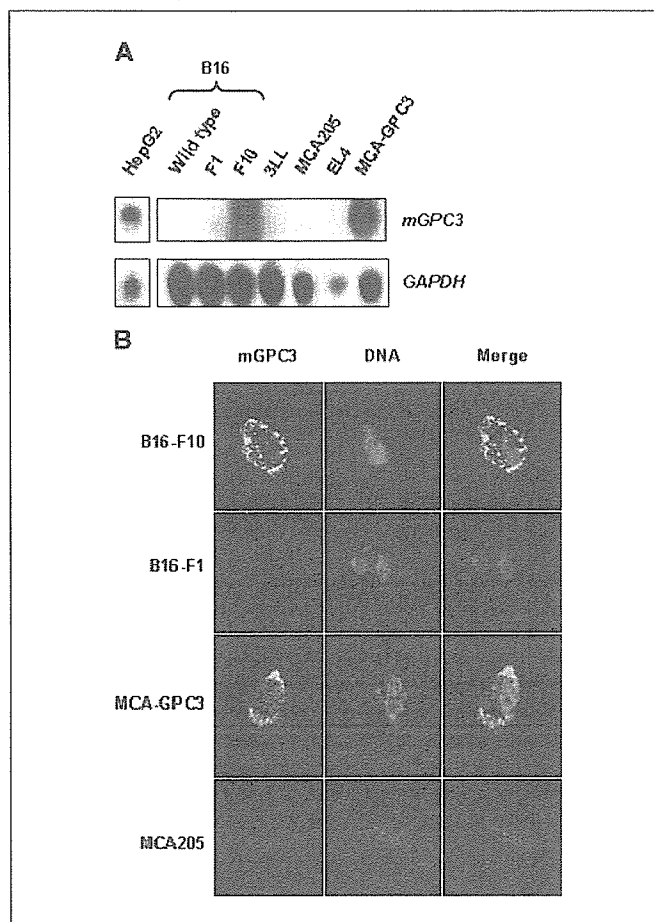 A
B16
HepG2 Wild type F1 F10 3LL MCA205 EL4 MCA-GPC3
mGPC3
GAPDH
B
mGPC3 DNA Merge
B16-F10
B16-F1
MCA-GPC3
MCA205